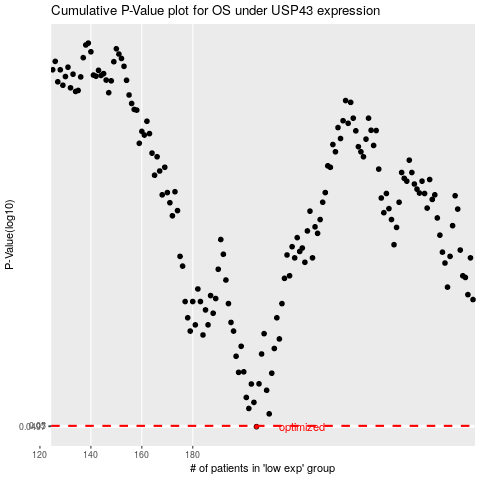 Cumulative P-Value plot for OS under USP43 expression
P-Value(log10)
optimized
120 140 160 180
# of patients in 'low exp' group